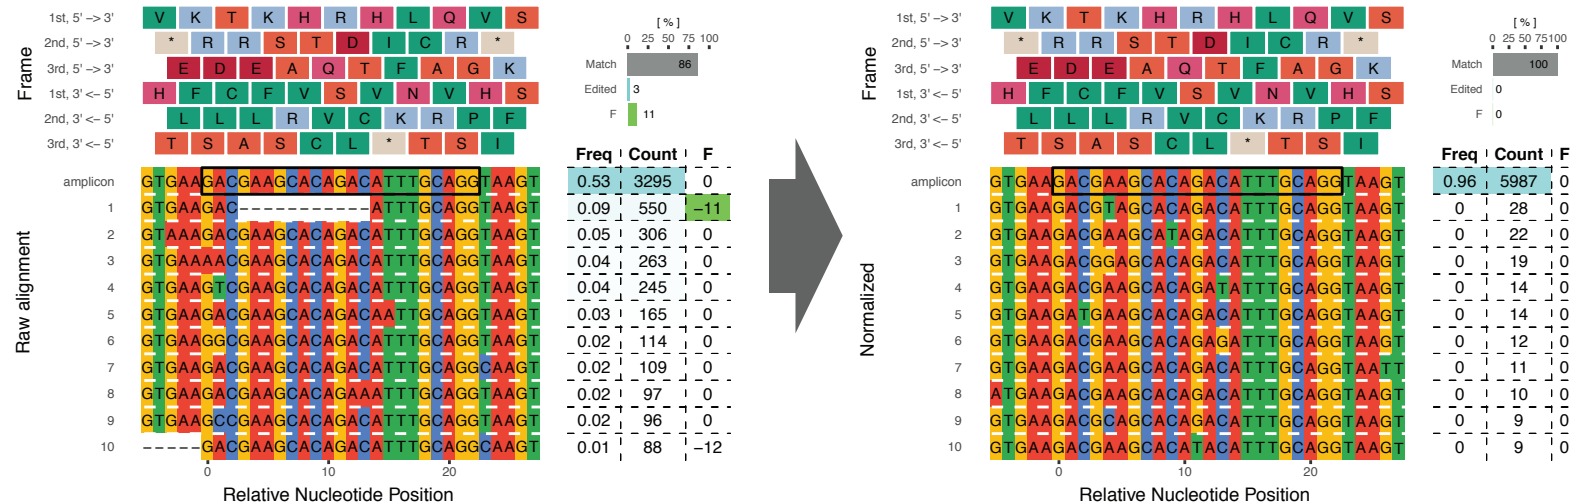 Frame
1st, 5' -> 3' V K T K H R H L Q V S
2nd, 5' -> 3' * R R S T D I C R *
3rd, 5' -> 3' E D E A Q T F A G K
1st, 3' <- 5' H F C F V S V N V H S
2nd, 3' <- 5' L L L R V C K R P F
3rd, 3' <- 5' T S A S C L * T S I
[ % ]
0 25 50 75 100
Match 86
Edited 3
F 11
Freq Count F
Raw alignment
amplicon GTGAAGACGAAGCACAGACATTTGCAGGTAAGT 0.53 3295 0
1 GTGAAGAC-----------ATTTGCAGGTAAGT 0.09 550 −11
2 GTAAAGACGAAGCACAGACATTTGCAGGTAAGT 0.05 306 0
3 GTGAAAACGAAGCACAGACATTTGCAGGTAAGT 0.04 263 0
4 GTGAAGTCGAAGCACAGACATTTGCAGGTAAGT 0.04 245 0
5 GTGAAGACGAAGCACAGACAATTGCAGGTAAGT 0.03 165 0
6 GTGAAGGCGAAGCACAGACATTTGCAGGTAAGT 0.02 114 0
7 GTGAAGACGAAGCACAGACATTTGCAGGCAAGT 0.02 109 0
8 GTGAAGACGAAGCACAGAAATTTGCAGGTAAGT 0.02 97 0
9 GTGAAGCCGAAGCACAGACATTTGCAGGTAAGT 0.02 96 0
10 -----GACGAAGCACAGACATTTGCAGGCAAGT 0.01 88 −12
0 10 20
Relative Nucleotide Position
Frame
1st, 5' -> 3' V K T K H R H L Q V S
2nd, 5' -> 3' * R R S T D I C R *
3rd, 5' -> 3' E D E A Q T F A G K
1st, 3' <- 5' H F C F V S V N V H S
2nd, 3' <- 5' L L L R V C K R P F
3rd, 3' <- 5' T S A S C L * T S I
[ % ]
0 25 50 75 100
Match 100
Edited 0
F 0
Freq Count F
Normalized
amplicon GTGAAGACGAAGCACAGACATTTGCAGGTAAGT 0.96 5987 0
1 GTGAAGACGTAGCACAGACATTTGCAGGTAAGT 0 28 0
2 GTGAAGACGAAGCATAGACATTTGCAGGTAAGT 0 22 0
3 GTGAAGACGGAGCACAGACATTTGCAGGTAAGT 0 19 0
4 GTGAAGACGAAGCACAGATATTTGCAGGTAAGT 0 14 0
5 GTGAAGATGAAGCACAGACATTTGCAGGTAAGT 0 14 0
6 GTGAAGACGAAGCACAGAGATTTGCAGGTAAGT 0 12 0
7 GTGAAGACGAAGCACAGACATTTGCAGGTAATT 0 11 0
8 ATGAAGACGAAGCACAGACATTTGCAGGTAAGT 0 10 0
9 GTGAAGACGCAGCACAGACATTTGCAGGTAAGT 0 9 0
10 GTGAAGACGAAGCACATACATTTGCAGGTAAGT 0 9 0
0 10 20
Relative Nucleotide Position